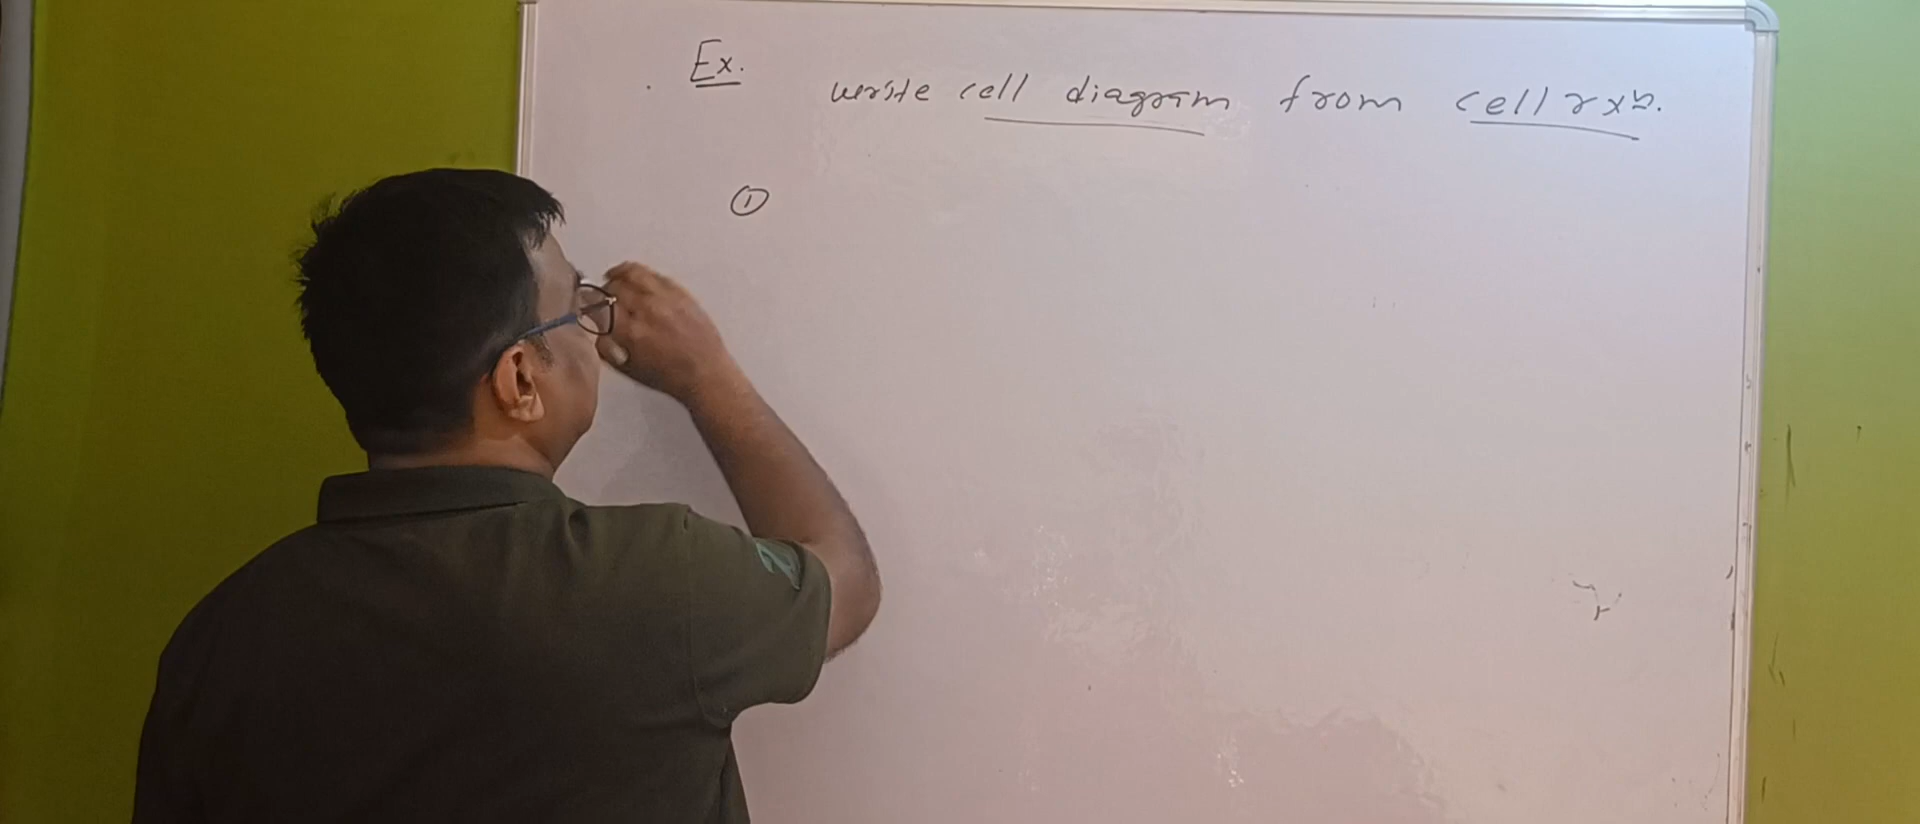 Ex. write cell diagram from cell rxn.
①